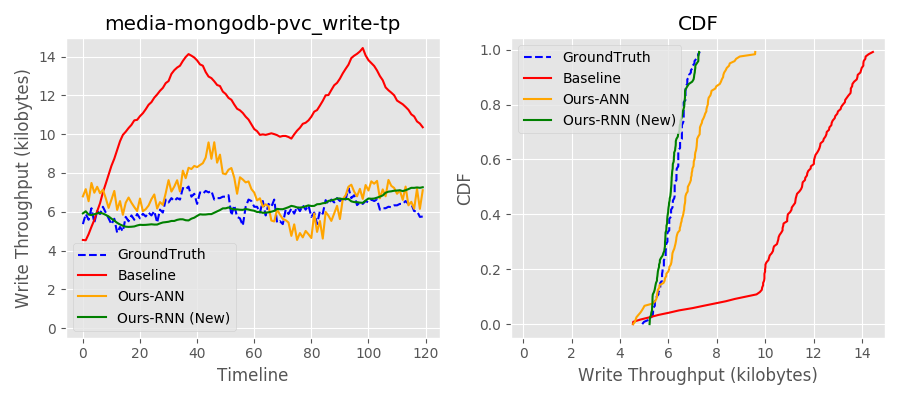 media-mongodb-pvc_write-tp
Write Throughput (kilobytes)
14
12
10
8
6
4
2
0
GroundTruth
Baseline
Ours-ANN
Ours-RNN (New)
0 20 40 60 80 100 120
Timeline
CDF
CDF
1.0
0.8
0.6
0.4
0.2
0.0
GroundTruth
Baseline
Ours-ANN
Ours-RNN (New)
0 2 4 6 8 10 12 14
Write Throughput (kilobytes)